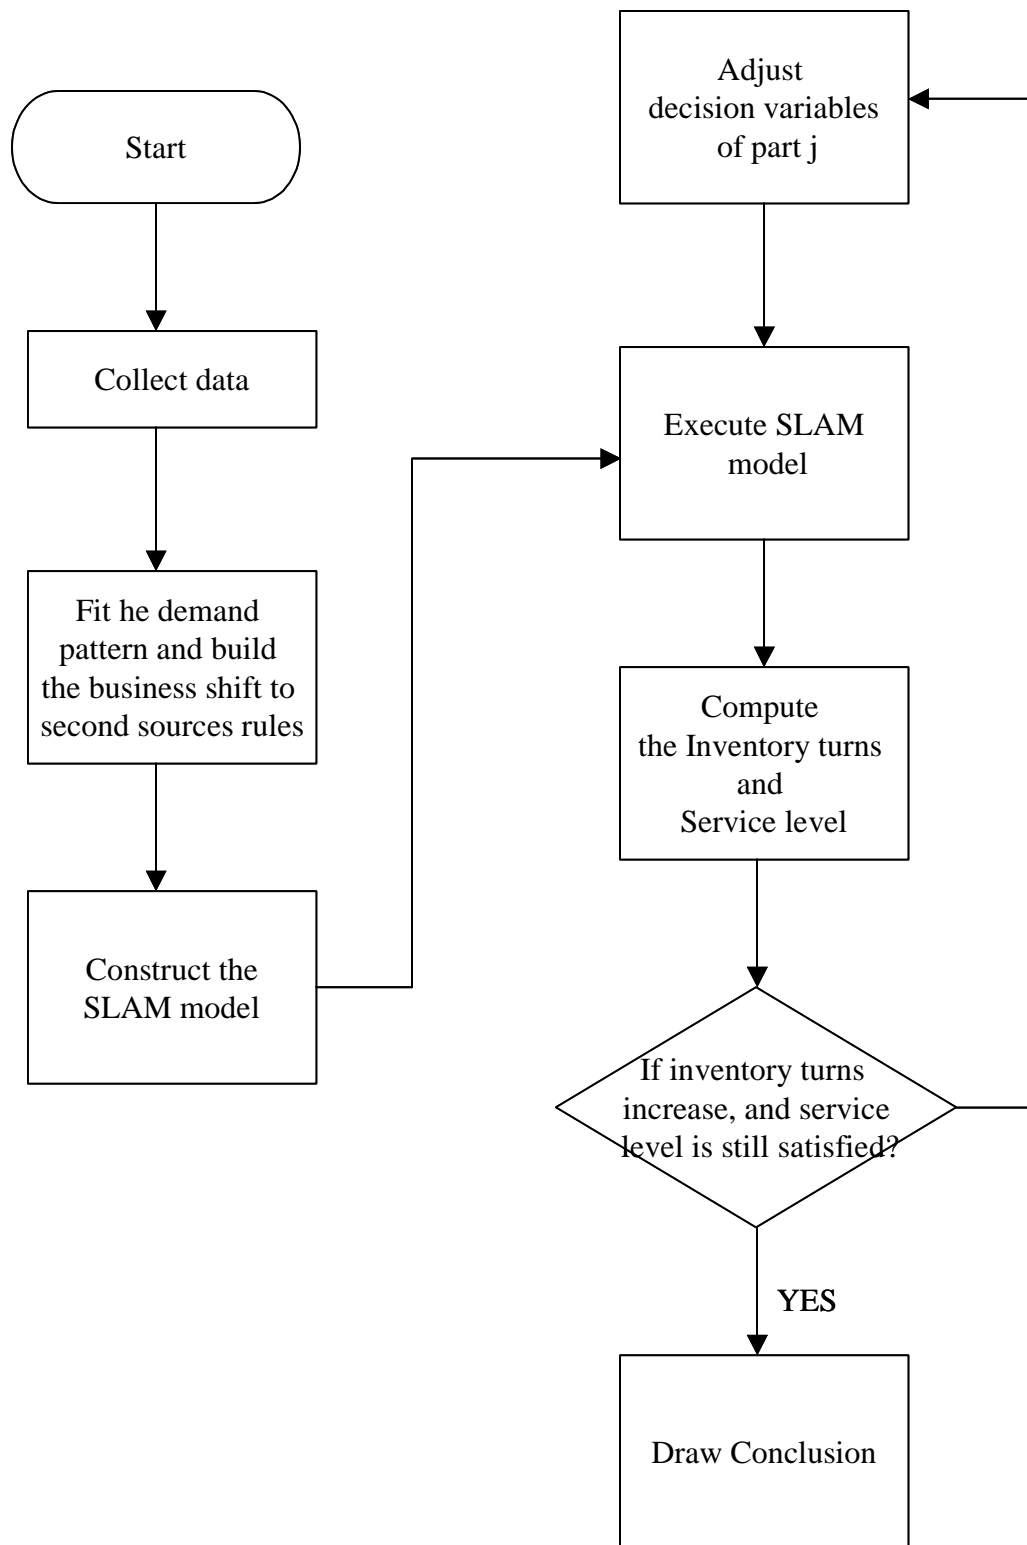 Start
Collect data
Fit he demand
pattern and build
the business shift to
second sources rules
Construct the
SLAM model
Adjust
decision variables
of part j
Execute SLAM
model
Compute
the Inventory turns
and
Service level
If inventory turns
increase, and service
level is still satisfied?
YES
Draw Conclusion